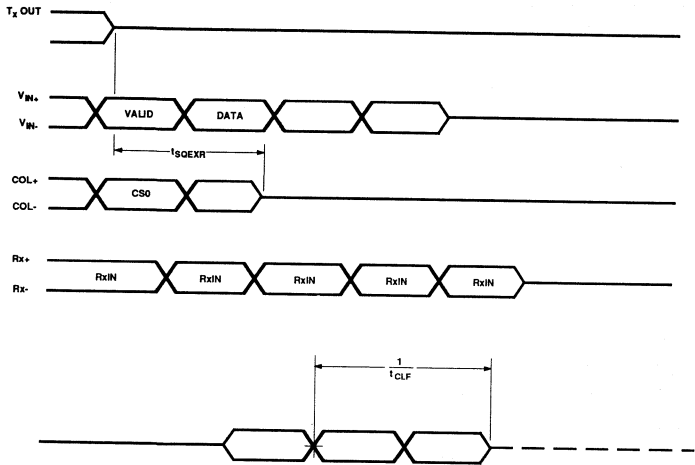 Tx OUT
VIN+
VIN-
VALID
DATA
tSQEXR
COL+
COL-
CS0
Rx+
Rx-
RxIN
RxIN
RxIN
RxIN
RxIN
1
tCLF